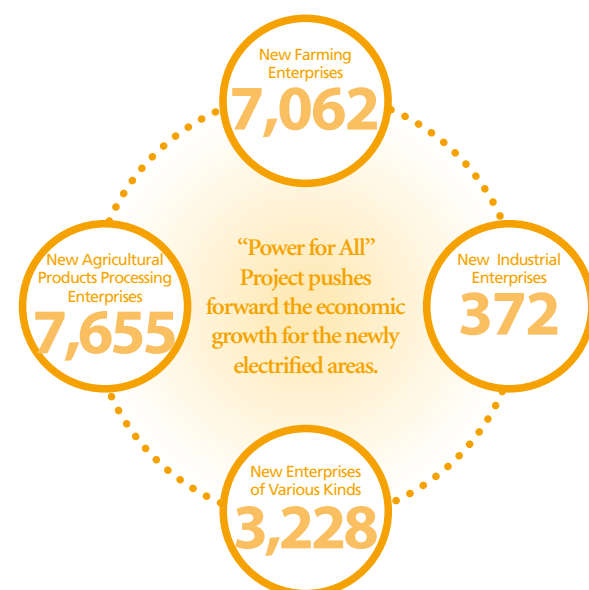 New Farming
Enterprises
7,062
New Agricultural
Products Processing
Enterprises
7,655
“Power for All”
Project pushes
forward the economic
growth for the newly
electrified areas.
New Industrial
Enterprises
372
New Enterprises
of Various Kinds
3,228